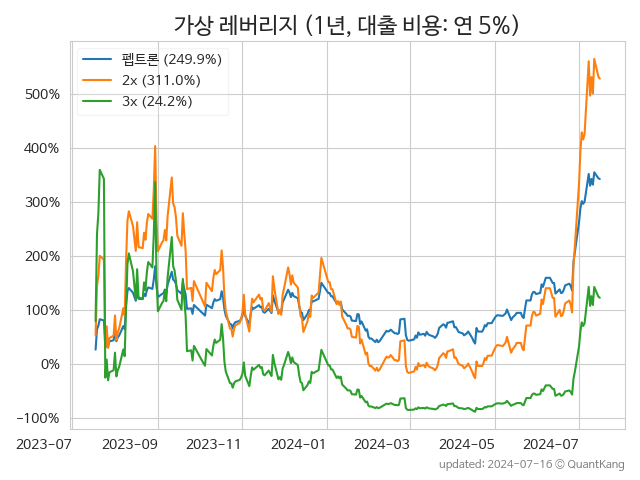 가상 레버리지 (1년, 대출 비용: 연 5%)
펩트론 (249.9%)
2x (311.0%)
3x (24.2%)
500%
400%
300%
200%
100%
0%
−100%
2023-07
2023-09
2023-11
2024-01
2024-03
2024-05
2024-07
updated: 2024-07-16 © QuantKang